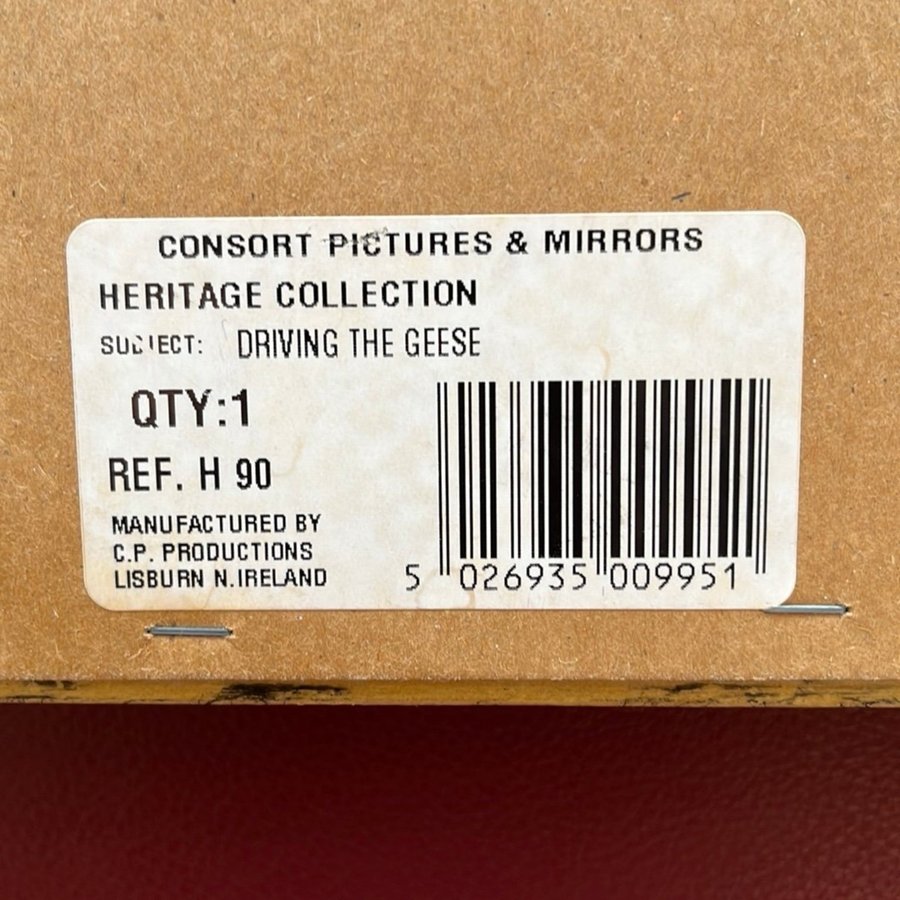 CONSORT PICTURES & MIRRORS
HERITAGE COLLECTION
SUBJECT: DRIVING THE GEESE
QTY:1
REF. H 90
MANUFACTURED BY
C.P. PRODUCTIONS
LISBURN N.IRELAND
5 026935 009951